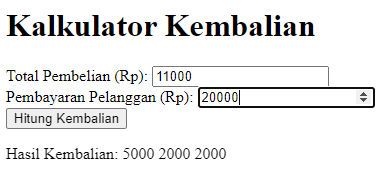 Kalkulator Kembalian
Total Pembelian (Rp): 11000
Pembayaran Pelanggan (Rp): 20000
Hitung Kembalian
Hasil Kembalian: 5000 2000 2000